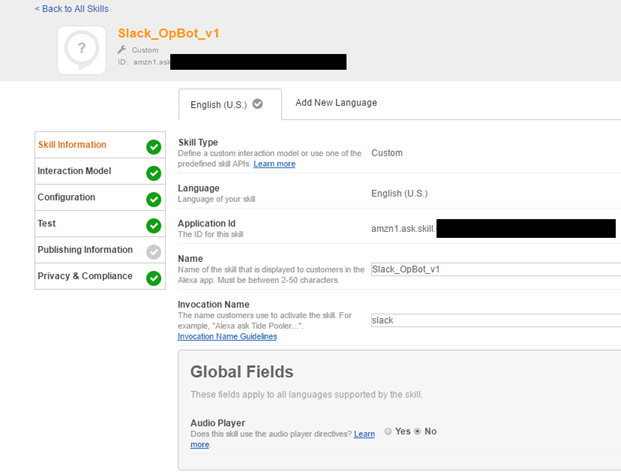 < Back to All Skills
Slack_OpBot_v1
?
Custom
ID: amzn1.ask
English (U.S.)
Add New Language
Skill Information
Interaction Model
Configuration
Test
Publishing Information
Privacy & Compliance
Skill Type
Define a custom interaction model or use one of the
predefined skill APIs. Learn more
Custom
Language
Language of your skill
English (U.S.)
Application Id
The ID for this skill
amzn1.ask.skill.
Name
Name of the skill that is displayed to customers in the
Alexa app. Must be between 2-50 characters.
Slack_OpBot_v1
Invocation Name
The name customers use to activate the skill. For
example, "Alexa ask Tide Pooler...".
Invocation Name Guidelines
slack
Global Fields
These fields apply to all languages supported by the skill.
Audio Player
Does this skill use the audio player directives? Learn
more.
Yes No